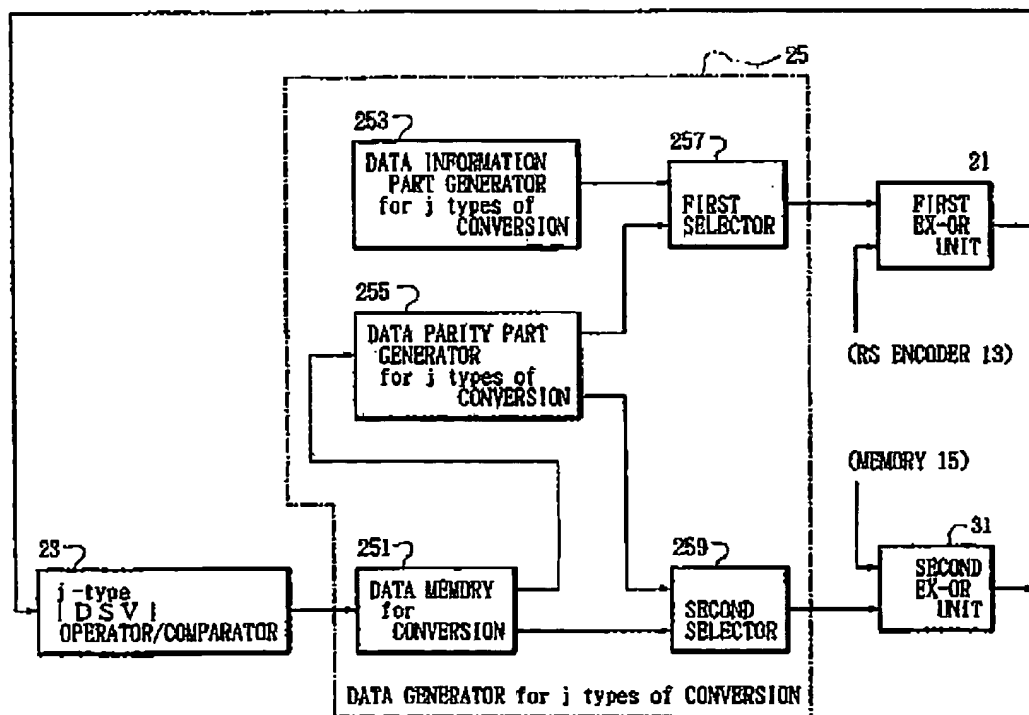 25
253
DATA INFORMATION
PART GENERATOR
for j types of
CONVERSION
257
FIRST
SELECTOR
21
FIRST
EX-OR
UNIT
255
DATA PARITY PART
GENERATOR
for j types of
CONVERSION
(RS ENCODER 13)
(MEMORY 15)
23
j-type
|DSV|
OPERATOR/COMPARATOR
251
DATA MEMORY
for
CONVERSION
259
SECOND
SELECTOR
31
SECOND
EX-OR
UNIT
DATA GENERATOR for j types of CONVERSION